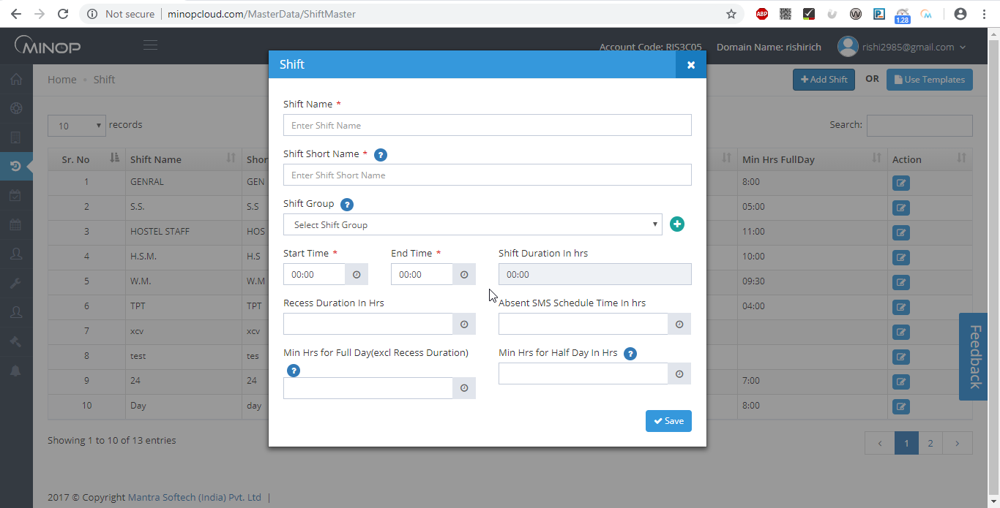 Not secure | minopcloud.com/MasterData/ShiftMaster
ABP
1.28
MINOP
Account Code: RIS3C05 Domain Name: rishirich rishi2985@gmail.com
Home Shift
Add Shift OR Use Templates
10 records
Search:
Sr. No Shift Name Shor Min Hrs FullDay Action
1 GENRAL GEN 8:00
2 S.S. S.S 05:00
3 HOSTEL STAFF HOS 11:00
4 H.S.M. H.S 10:00
5 W.M. W.M 09:30
6 TPT TPT 04:00
7 xcv xcv
8 test tes
9 24 24 7:00
10 Day day 8:00
Showing 1 to 10 of 13 entries
‹ 1 2 ›
2017 © Copyright Mantra Softech (India) Pvt. Ltd |
Feedback
Shift
Shift Name *
Enter Shift Name
Shift Short Name * ?
Enter Shift Short Name
Shift Group ?
Select Shift Group
Start Time * End Time * Shift Duration In hrs
00:00 00:00 00:00
Recess Duration In Hrs Absent SMS Schedule Time In hrs
Min Hrs for Full Day(excl Recess Duration) Min Hrs for Half Day In Hrs ?
?
Save